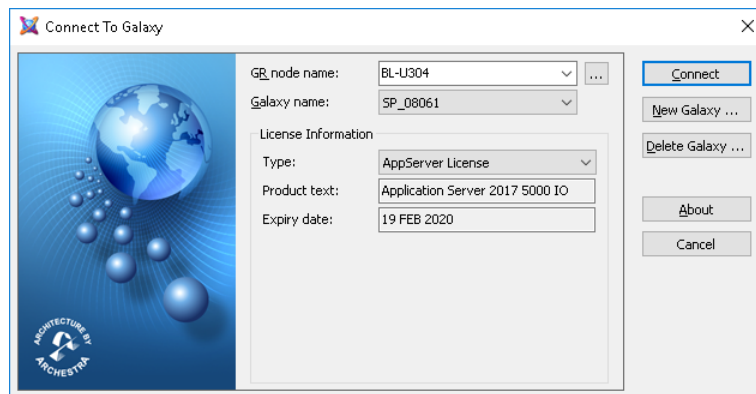 Connect To Galaxy
GR node name:
BL-U304
...
Connect
Galaxy name:
SP_08061
New Galaxy ...
License Information
Delete Galaxy ...
Type:
AppServer License
Product text:
Application Server 2017 5000 IO
Expiry date:
19 FEB 2020
About
Cancel
ARCHITECTURE BY
ARCHESTRA